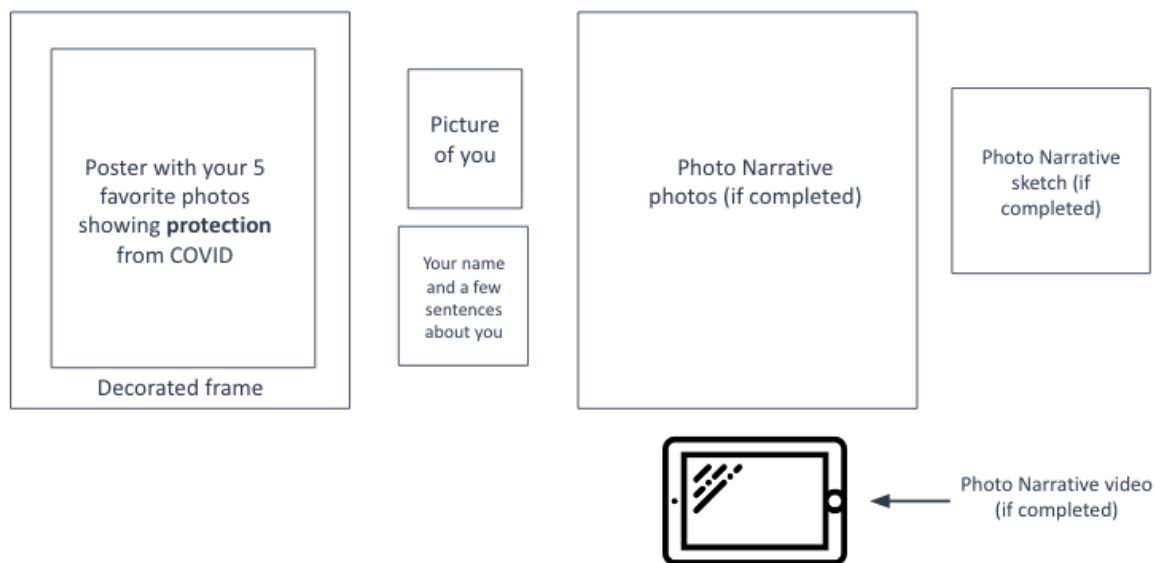 Poster with your 5
favorite photos
showing protection
from COVID
Decorated frame
Picture
of you
Your name
and a few
sentences
about you
Photo Narrative
photos (if completed)
Photo Narrative
sketch (if
completed)
Photo Narrative video
(if completed)